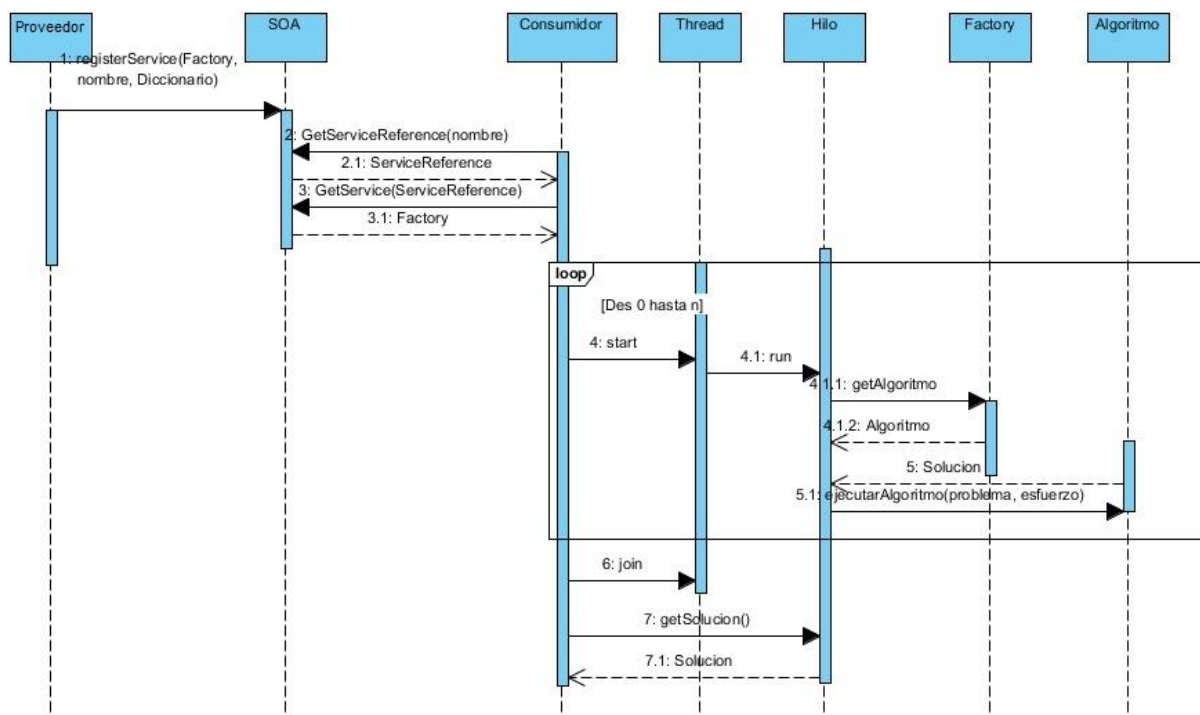 Proveedor
SOA
Consumidor
Thread
Hilo
Factory
Algoritmo
1: registerService(Factory,
nombre, Diccionario)
2: GetServiceReference(nombre)
2.1: ServiceReference
3: GetService(ServiceReference)
3.1: Factory
loop
[Des 0 hasta n]
4: start
4.1: run
4.1.1: getAlgoritmo
4.1.2: Algoritmo
5: Solucion
5.1: ejecutarAlgoritmo(problema, esfuerzo)
6: join
7: getSolucion()
7.1: Solucion